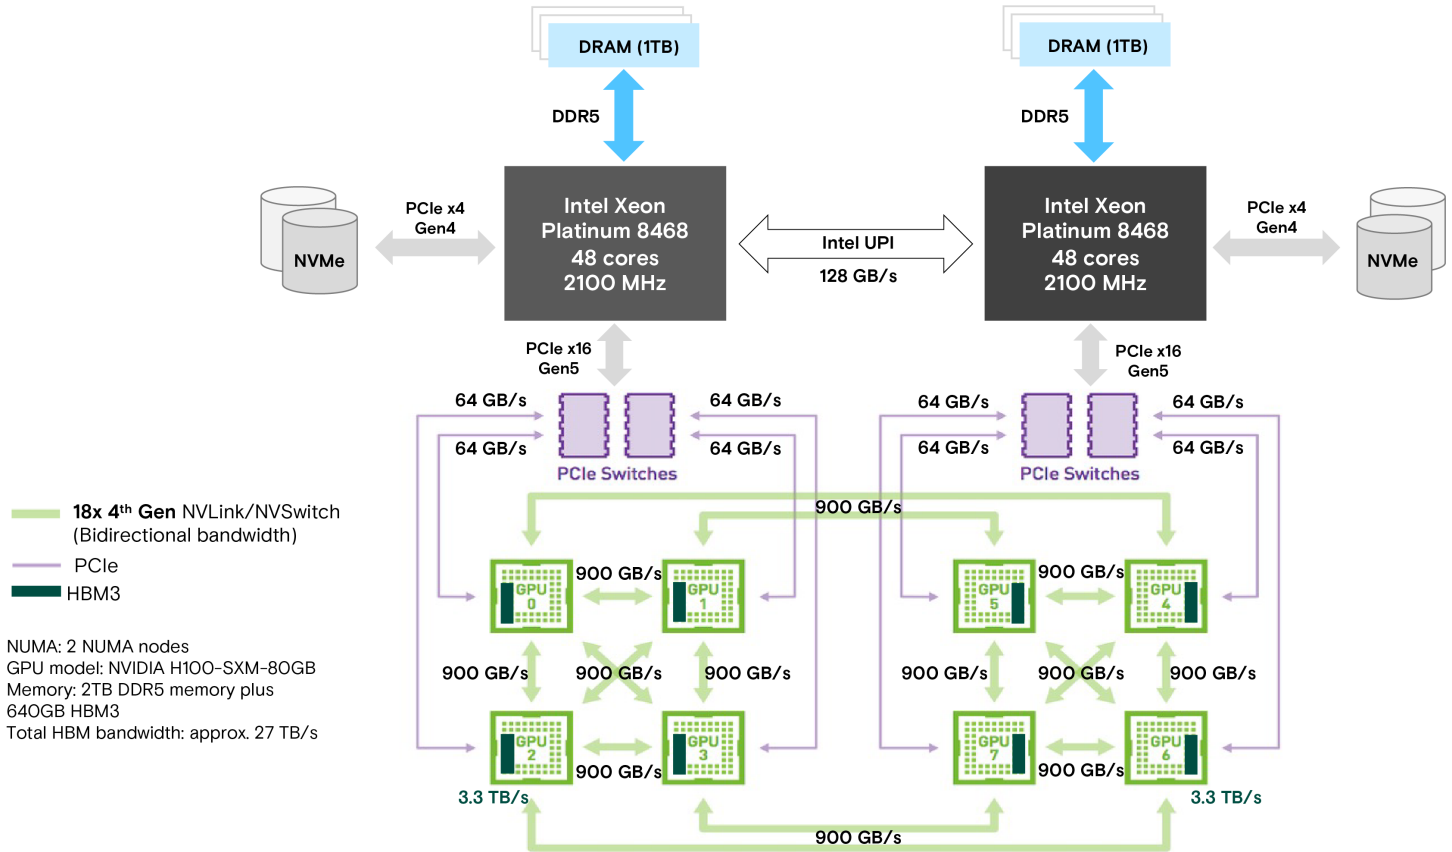 DRAM (1TB)
DRAM (1TB)
DDR5
DDR5
NVMe
PCIe x4
Gen4
Intel Xeon
Platinum 8468
48 cores
2100 MHz
Intel UPI
128 GB/s
Intel Xeon
Platinum 8468
48 cores
2100 MHz
PCIe x4
Gen4
NVMe
PCIe x16
Gen5
PCIe x16
Gen5
64 GB/s
64 GB/s
64 GB/s
64 GB/s
64 GB/s
64 GB/s
64 GB/s
64 GB/s
PCIe Switches
PCIe Switches
18x 4th Gen NVLink/NVSwitch
(Bidirectional bandwidth)
PCIe
HBM3
NUMA: 2 NUMA nodes
GPU model: NVIDIA H100-SXM-80GB
Memory: 2TB DDR5 memory plus
640GB HBM3
Total HBM bandwidth: approx. 27 TB/s
900 GB/s
GPU
0
900 GB/s
GPU
1
GPU
5
900 GB/s
GPU
4
900 GB/s
900 GB/s
900 GB/s
900 GB/s
900 GB/s
900 GB/s
GPU
2
900 GB/s
GPU
3
GPU
7
900 GB/s
GPU
6
3.3 TB/s
3.3 TB/s
900 GB/s